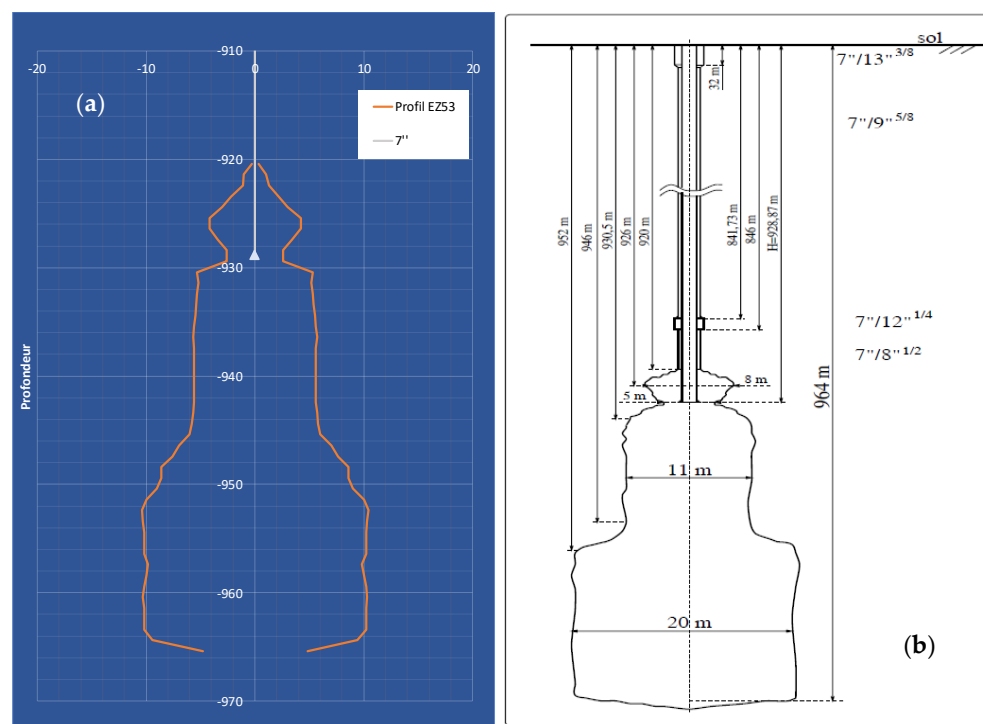 -910
-20
-10
0
10
20
(a)
Profil EZ53
7''
-920
-930
Profondeur
-940
-950
-960
-970
sol
7"/13" 3/8
32 m
7"/9" 5/8
952 m
946 m
930,5 m
926 m
920 m
841,73 m
846 m
H=928.87 m
7"/12" 1/4
7"/8" 1/2
964 m
8 m
5 m
11 m
20 m
(b)